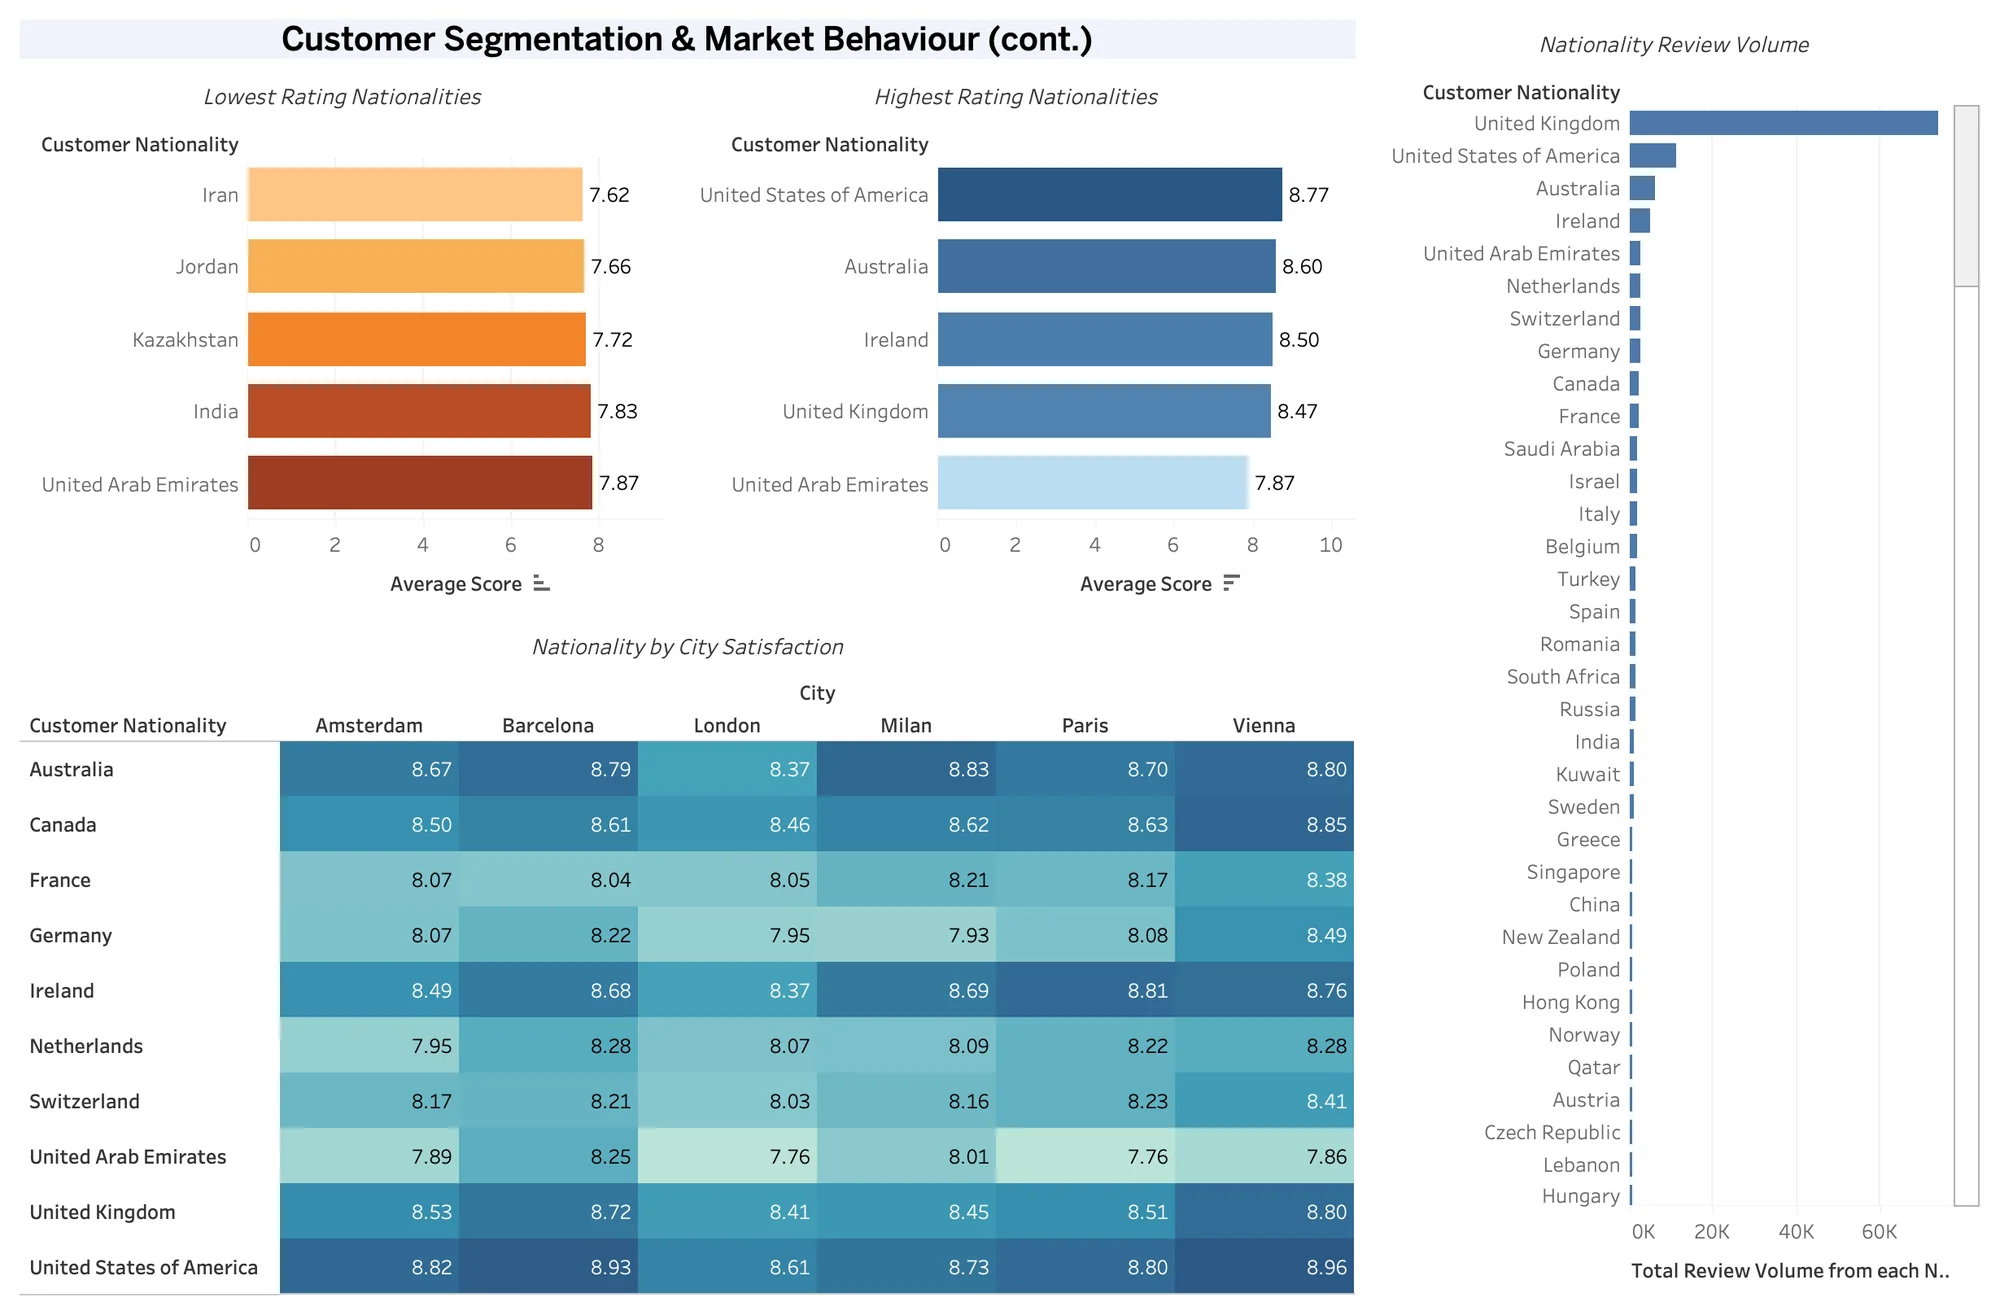 Customer Segmentation & Market Behaviour (cont.)
Lowest Rating Nationalities
Customer Nationality
Iran 7.62
Jordan 7.66
Kazakhstan 7.72
India 7.83
United Arab Emirates 7.87
0 2 4 6 8
Average Score
Highest Rating Nationalities
Customer Nationality
United States of America 8.77
Australia 8.60
Ireland 8.50
United Kingdom 8.47
United Arab Emirates 7.87
0 2 4 6 8 10
Average Score
Nationality by City Satisfaction
City
Customer Nationality Amsterdam Barcelona London Milan Paris Vienna
Australia 8.67 8.79 8.37 8.83 8.70 8.80
Canada 8.50 8.61 8.46 8.62 8.63 8.85
France 8.07 8.04 8.05 8.21 8.17 8.38
Germany 8.07 8.22 7.95 7.93 8.08 8.49
Ireland 8.49 8.68 8.37 8.69 8.81 8.76
Netherlands 7.95 8.28 8.07 8.09 8.22 8.28
Switzerland 8.17 8.21 8.03 8.16 8.23 8.41
United Arab Emirates 7.89 8.25 7.76 8.01 7.76 7.86
United Kingdom 8.53 8.72 8.41 8.45 8.51 8.80
United States of America 8.82 8.93 8.61 8.73 8.80 8.96
Nationality Review Volume
Customer Nationality
United Kingdom
United States of America
Australia
Ireland
United Arab Emirates
Netherlands
Switzerland
Germany
Canada
France
Saudi Arabia
Israel
Italy
Belgium
Turkey
Spain
Romania
South Africa
Russia
India
Kuwait
Sweden
Greece
Singapore
China
New Zealand
Poland
Hong Kong
Norway
Qatar
Austria
Czech Republic
Lebanon
Hungary
0K 20K 40K 60K
Total Review Volume from each N..